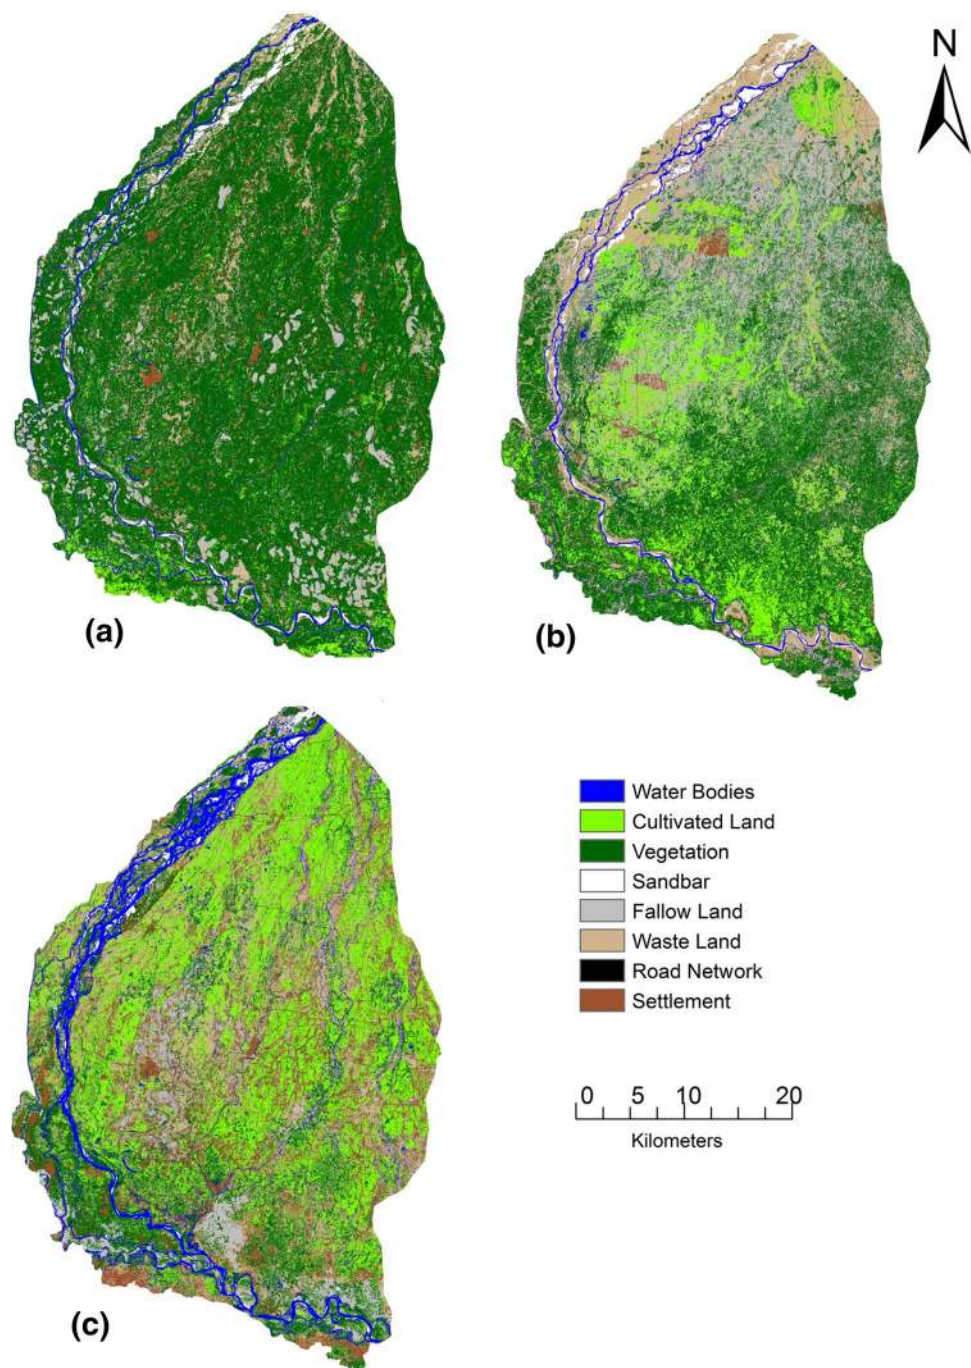 N
(a)
(b)
Water Bodies
Cultivated Land
Vegetation
Sandbar
Fallow Land
Waste Land
Road Network
Settlement
0 5 10 20
Kilometers
(c)